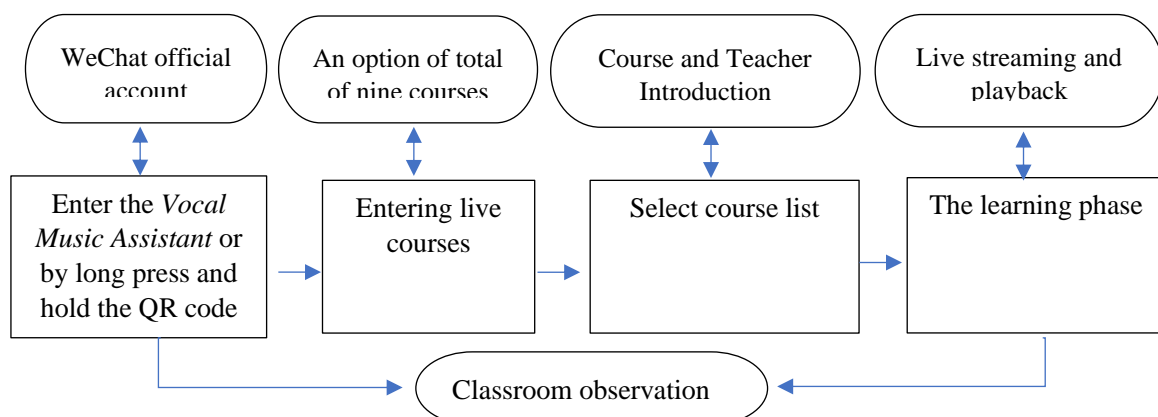 WeChat official
account
An option of total
of nine courses
Course and Teacher
Introduction
Live streaming and
playback
Enter the Vocal
Music Assistant or
by long press and
hold the QR code
Entering live
courses
Select course list
The learning phase
Classroom observation